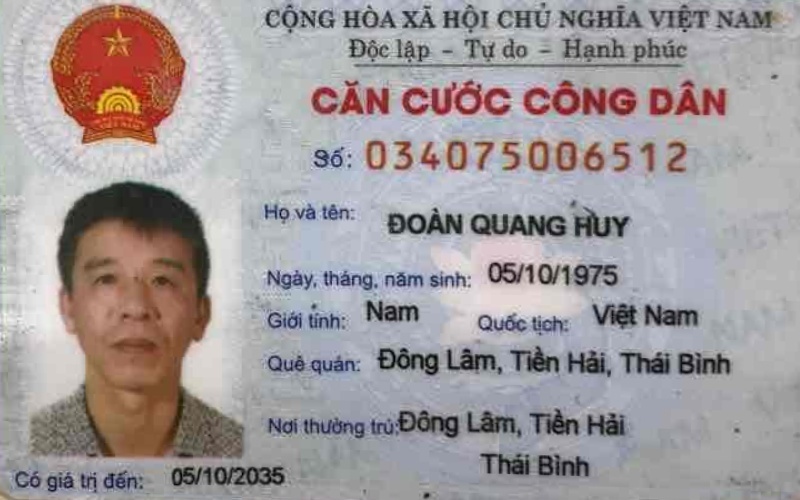 CỘNG HÒA XÃ HỘI CHỦ NGHĨA VIỆT NAM
Độc lập - Tự do - Hạnh phúc
CĂN CƯỚC CÔNG DÂN
Số: 034075006512
Họ và tên: ĐOÀN QUANG HUY
Ngày, tháng, năm sinh: 05/10/1975
Giới tính: Nam Quốc tịch: Việt Nam
Quê quán: Đông Lâm, Tiền Hải, Thái Bình
Nơi thường trú: Đông Lâm, Tiền Hải
Thái Bình
Có giá trị đến: 05/10/2035